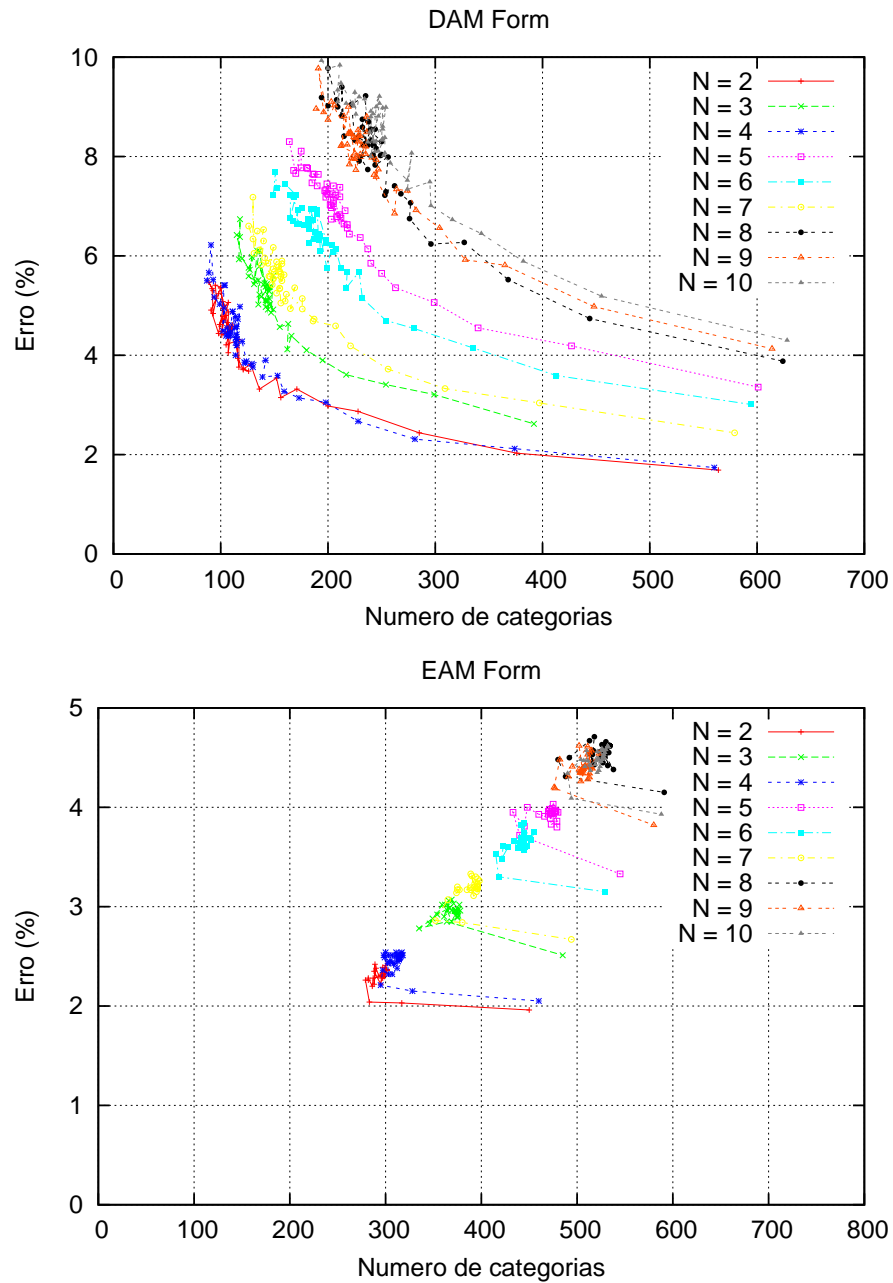 DAM Form
10
8
6
4
2
0
Erro (%)
N = 2
N = 3
N = 4
N = 5
N = 6
N = 7
N = 8
N = 9
N = 10
0 100 200 300 400 500 600 700
Numero de categorias
EAM Form
5
4
3
2
1
0
Erro (%)
N = 2
N = 3
N = 4
N = 5
N = 6
N = 7
N = 8
N = 9
N = 10
0 100 200 300 400 500 600 700 800
Numero de categorias